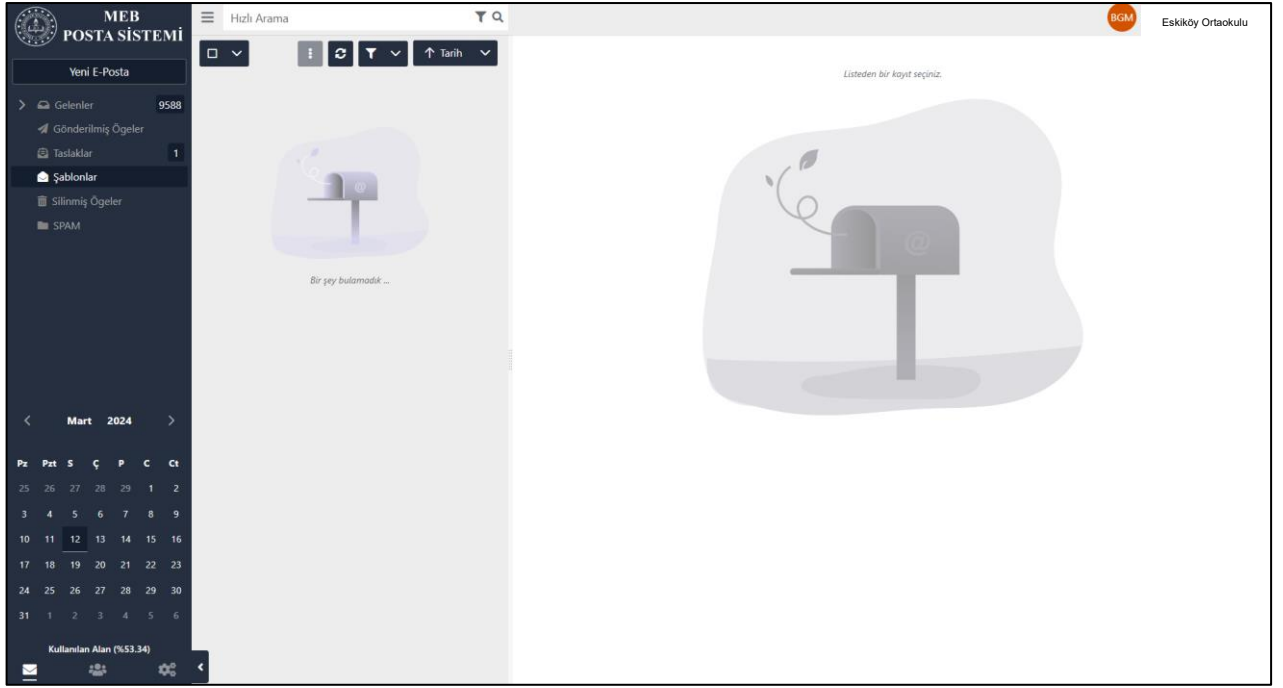 MEB
POSTA SİSTEMİ
Yeni E-Posta
Gelenler 9588
Gönderilmiş Ögeler
Taslaklar 1
Şablonlar
Silinmiş Ögeler
SPAM
Mart 2024
Pz Pzt S Ç P C Ct
25 26 27 28 29 1 2
3 4 5 6 7 8 9
10 11 12 13 14 15 16
17 18 19 20 21 22 23
24 25 26 27 28 29 30
31 1 2 3 4 5 6
Kullanılan Alan (%53.34)
Hızlı Arama
Tarih
Bir şey bulamadık ...
@
BGM Eskiköy Ortaokulu
Listeden bir kayıt seçiniz.
@